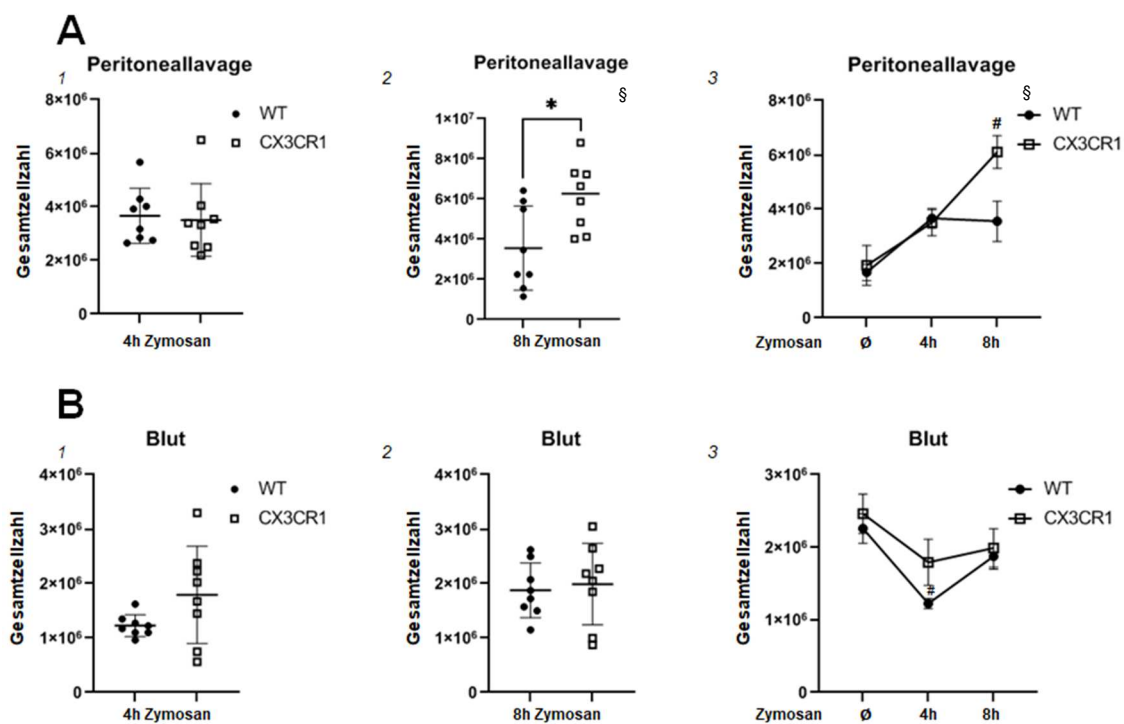 A
1
Peritoneallavage
8×10⁶
6×10⁶
4×10⁶
2×10⁶
0
Gesamtzellzahl
WT
CX3CR1
4h Zymosan
2
Peritoneallavage
§
*
1×10⁷
8×10⁶
6×10⁶
4×10⁶
2×10⁶
0
Gesamtzellzahl
8h Zymosan
3
Peritoneallavage
§
8×10⁶
6×10⁶
4×10⁶
2×10⁶
0
Gesamtzellzahl
#
WT
CX3CR1
Zymosan Ø 4h 8h
B
1
Blut
4×10⁶
3×10⁶
2×10⁶
1×10⁶
0
Gesamtzellzahl
WT
CX3CR1
4h Zymosan
2
Blut
4×10⁶
3×10⁶
2×10⁶
1×10⁶
0
Gesamtzellzahl
8h Zymosan
3
Blut
3×10⁶
2×10⁶
1×10⁶
0
Gesamtzellzahl
#
WT
CX3CR1
Zymosan Ø 4h 8h